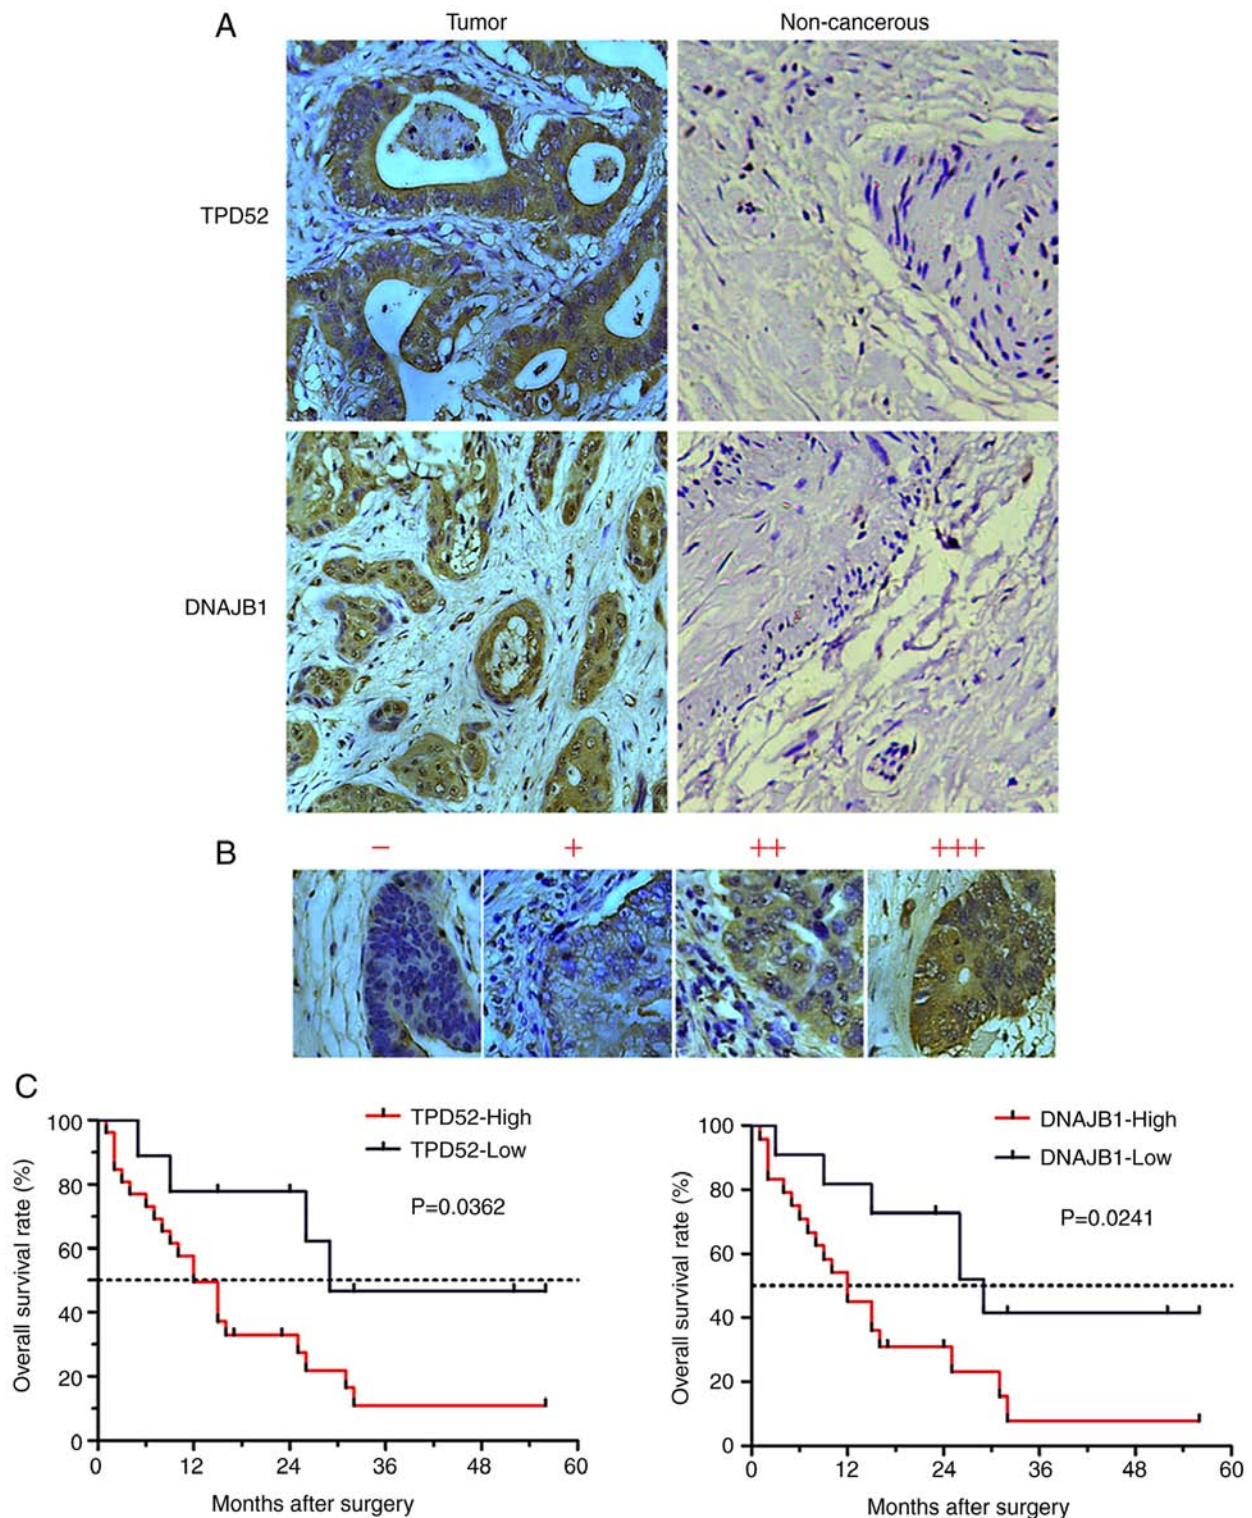 A
Tumor Non-cancerous
TPD52
DNAJB1
B
− + ++ +++
C
TPD52-High
TPD52-Low
P=0.0362
Overall survival rate (%)
100
80
60
40
20
0
0 12 24 36 48 60
Months after surgery
DNAJB1-High
DNAJB1-Low
P=0.0241
Overall survival rate (%)
100
80
60
40
20
0
0 12 24 36 48 60
Months after surgery